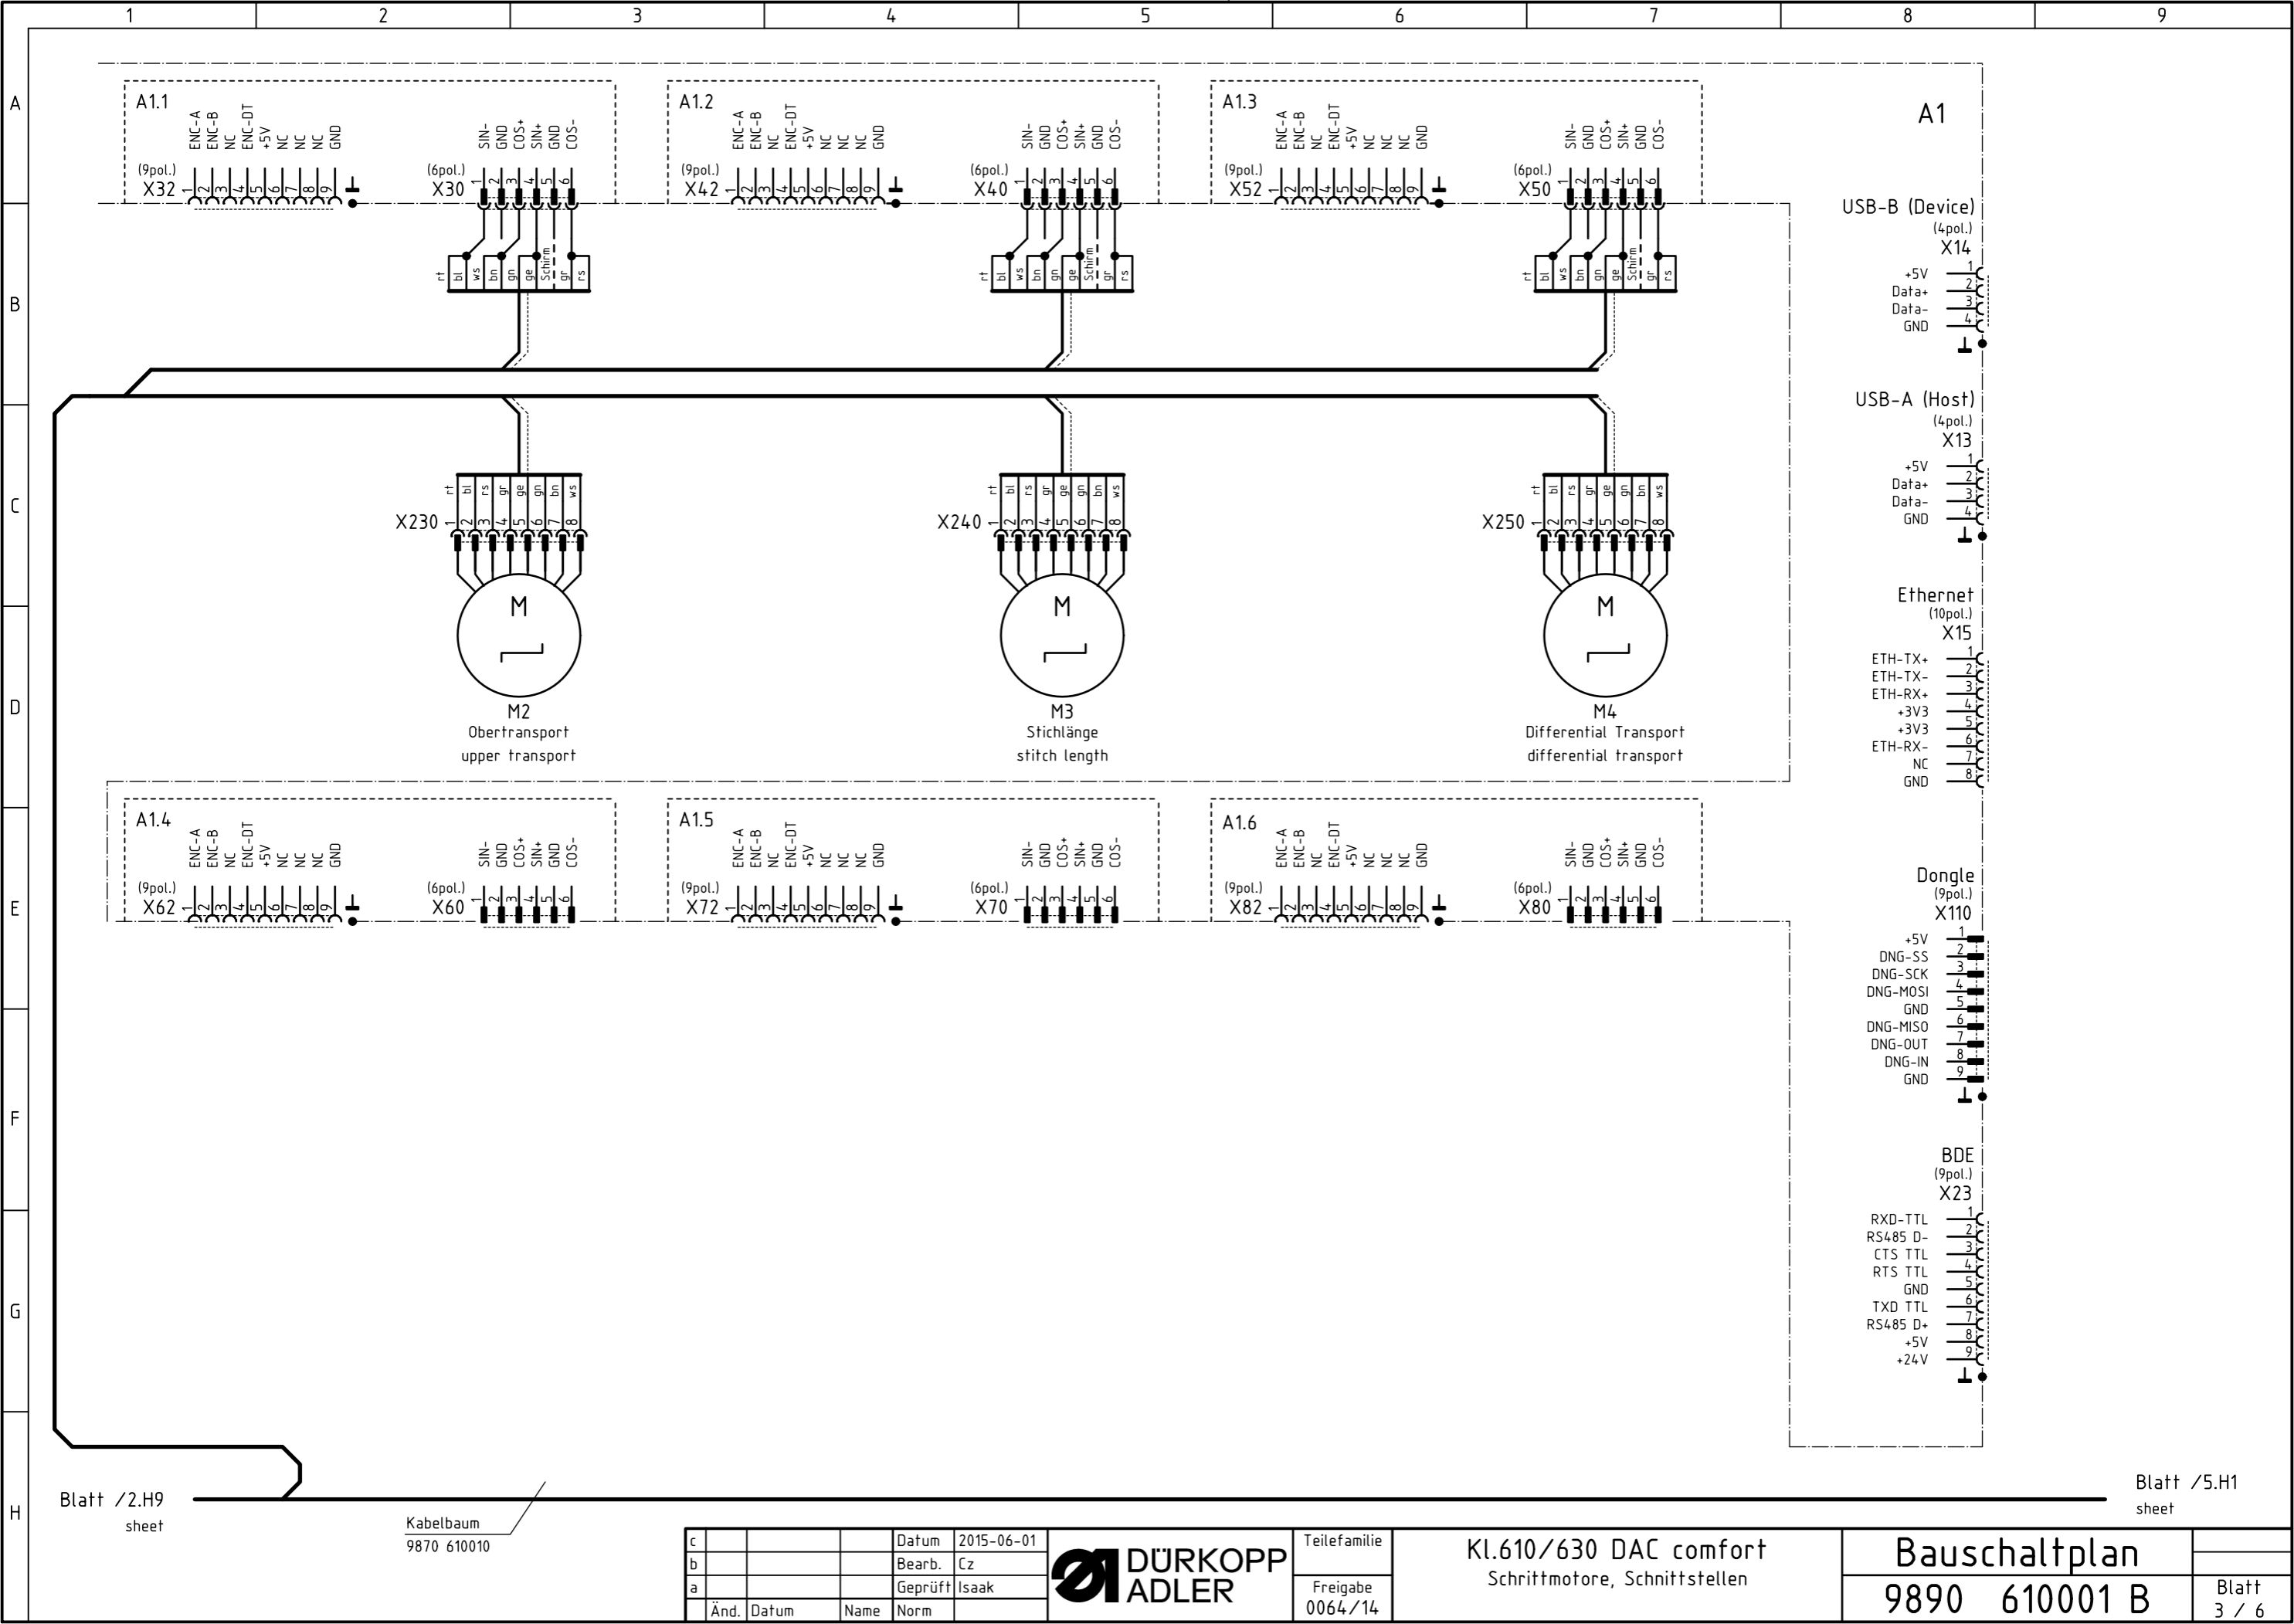 1 2 3 4 5 6 7 8 9
A
B
C
D
E
F
G
H
A1
A1.1
ENC-A ENC-B NC ENC-DT +5V NC NC NC GND
(9pol.)
X32 1 2 3 4 5 6 7 8 9
SIN- GND COS+ SIN+ GND COS-
(6pol.)
X30 1 2 3 4 5 6
rt bl ws bn gn ge Schirm gr rs
A1.2
ENC-A ENC-B NC ENC-DT +5V NC NC NC GND
(9pol.)
X42 1 2 3 4 5 6 7 8 9
SIN- GND COS+ SIN+ GND COS-
(6pol.)
X40 1 2 3 4 5 6
rt bl ws bn gn ge Schirm gr rs
A1.3
ENC-A ENC-B NC ENC-DT +5V NC NC NC GND
(9pol.)
X52 1 2 3 4 5 6 7 8 9
SIN- GND COS+ SIN+ GND COS-
(6pol.)
X50 1 2 3 4 5 6
rt bl ws bn gn ge Schirm gr rs
rt bl rs gr ge gn bn ws
X230 1 2 3 4 5 6 7 8
M
M2
Obertransport
upper transport
rt bl rs gr ge gn bn ws
X240 1 2 3 4 5 6 7 8
M
M3
Stichlänge
stitch length
rt bl rs gr ge gn bn ws
X250 1 2 3 4 5 6 7 8
M
M4
Differential Transport
differential transport
A1.4
ENC-A ENC-B NC ENC-DT +5V NC NC NC GND
(9pol.)
X62 1 2 3 4 5 6 7 8 9
SIN- GND COS+ SIN+ GND COS-
(6pol.)
X60 1 2 3 4 5 6
A1.5
ENC-A ENC-B NC ENC-DT +5V NC NC NC GND
(9pol.)
X72 1 2 3 4 5 6 7 8 9
SIN- GND COS+ SIN+ GND COS-
(6pol.)
X70 1 2 3 4 5 6
A1.6
ENC-A ENC-B NC ENC-DT +5V NC NC NC GND
(9pol.)
X82 1 2 3 4 5 6 7 8 9
SIN- GND COS+ SIN+ GND COS-
(6pol.)
X80 1 2 3 4 5 6
USB-B (Device)
(4pol.)
X14
+5V 1
Data+ 2
Data- 3
GND 4
USB-A (Host)
(4pol.)
X13
+5V 1
Data+ 2
Data- 3
GND 4
Ethernet
(10pol.)
X15
ETH-TX+ 1
ETH-TX- 2
ETH-RX+ 3
+3V3 4
+3V3 5
ETH-RX- 6
NC 7
GND 8
Dongle
(9pol.)
X110
+5V 1
DNG-SS 2
DNG-SCK 3
DNG-MOSI 4
GND 5
DNG-MISO 6
DNG-OUT 7
DNG-IN 8
GND 9
BDE
(9pol.)
X23
RXD-TTL 1
RS485 D- 2
CTS TTL 3
RTS TTL 4
GND 5
TXD TTL 6
RS485 D+ 7
+5V 8
+24V 9
Blatt /2.H9
sheet
Kabelbaum
9870 610010
Blatt /5.H1
sheet
c Datum 2015-06-01
b Bearb. Cz
a Geprüft Isaak
Änd. Datum Name Norm
DÜRKOPP
ADLER
Teilefamilie
Freigabe
0064/14
Kl.610/630 DAC comfort
Schrittmotore, Schnittstellen
Bauschaltplan
9890 610001 B
Blatt
3 / 6